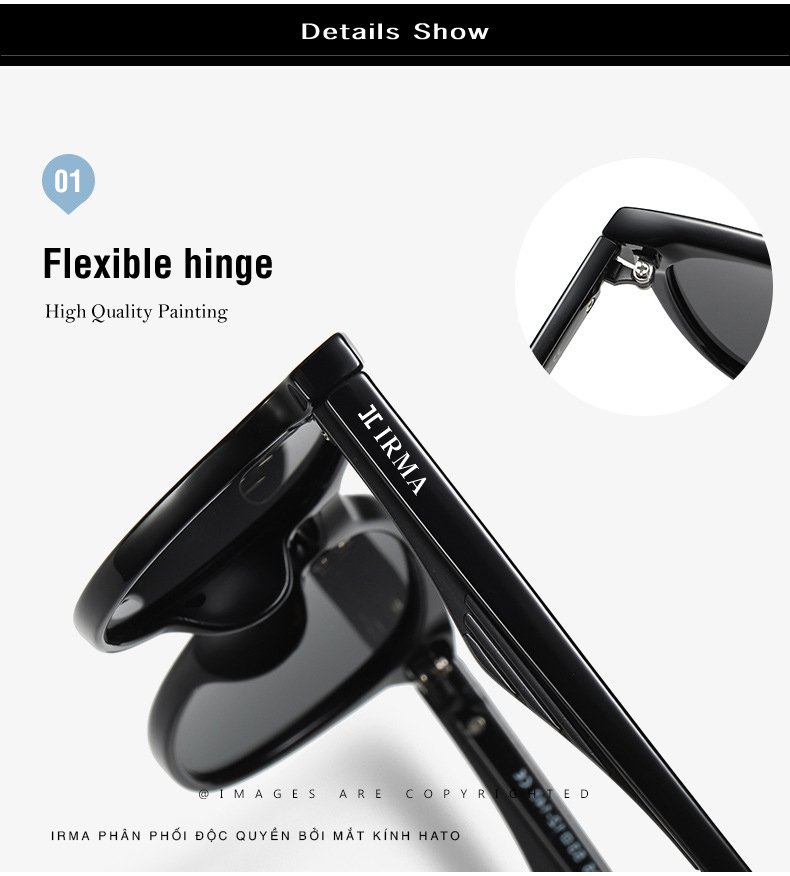 Details Show
01
Flexible hinge
High Quality Painting
IRMA
@IMAGES ARE COPYRIGHTED
IRMA PHÂN PHỐI ĐỘC QUYỀN BỞI MẮT KÍNH HATO